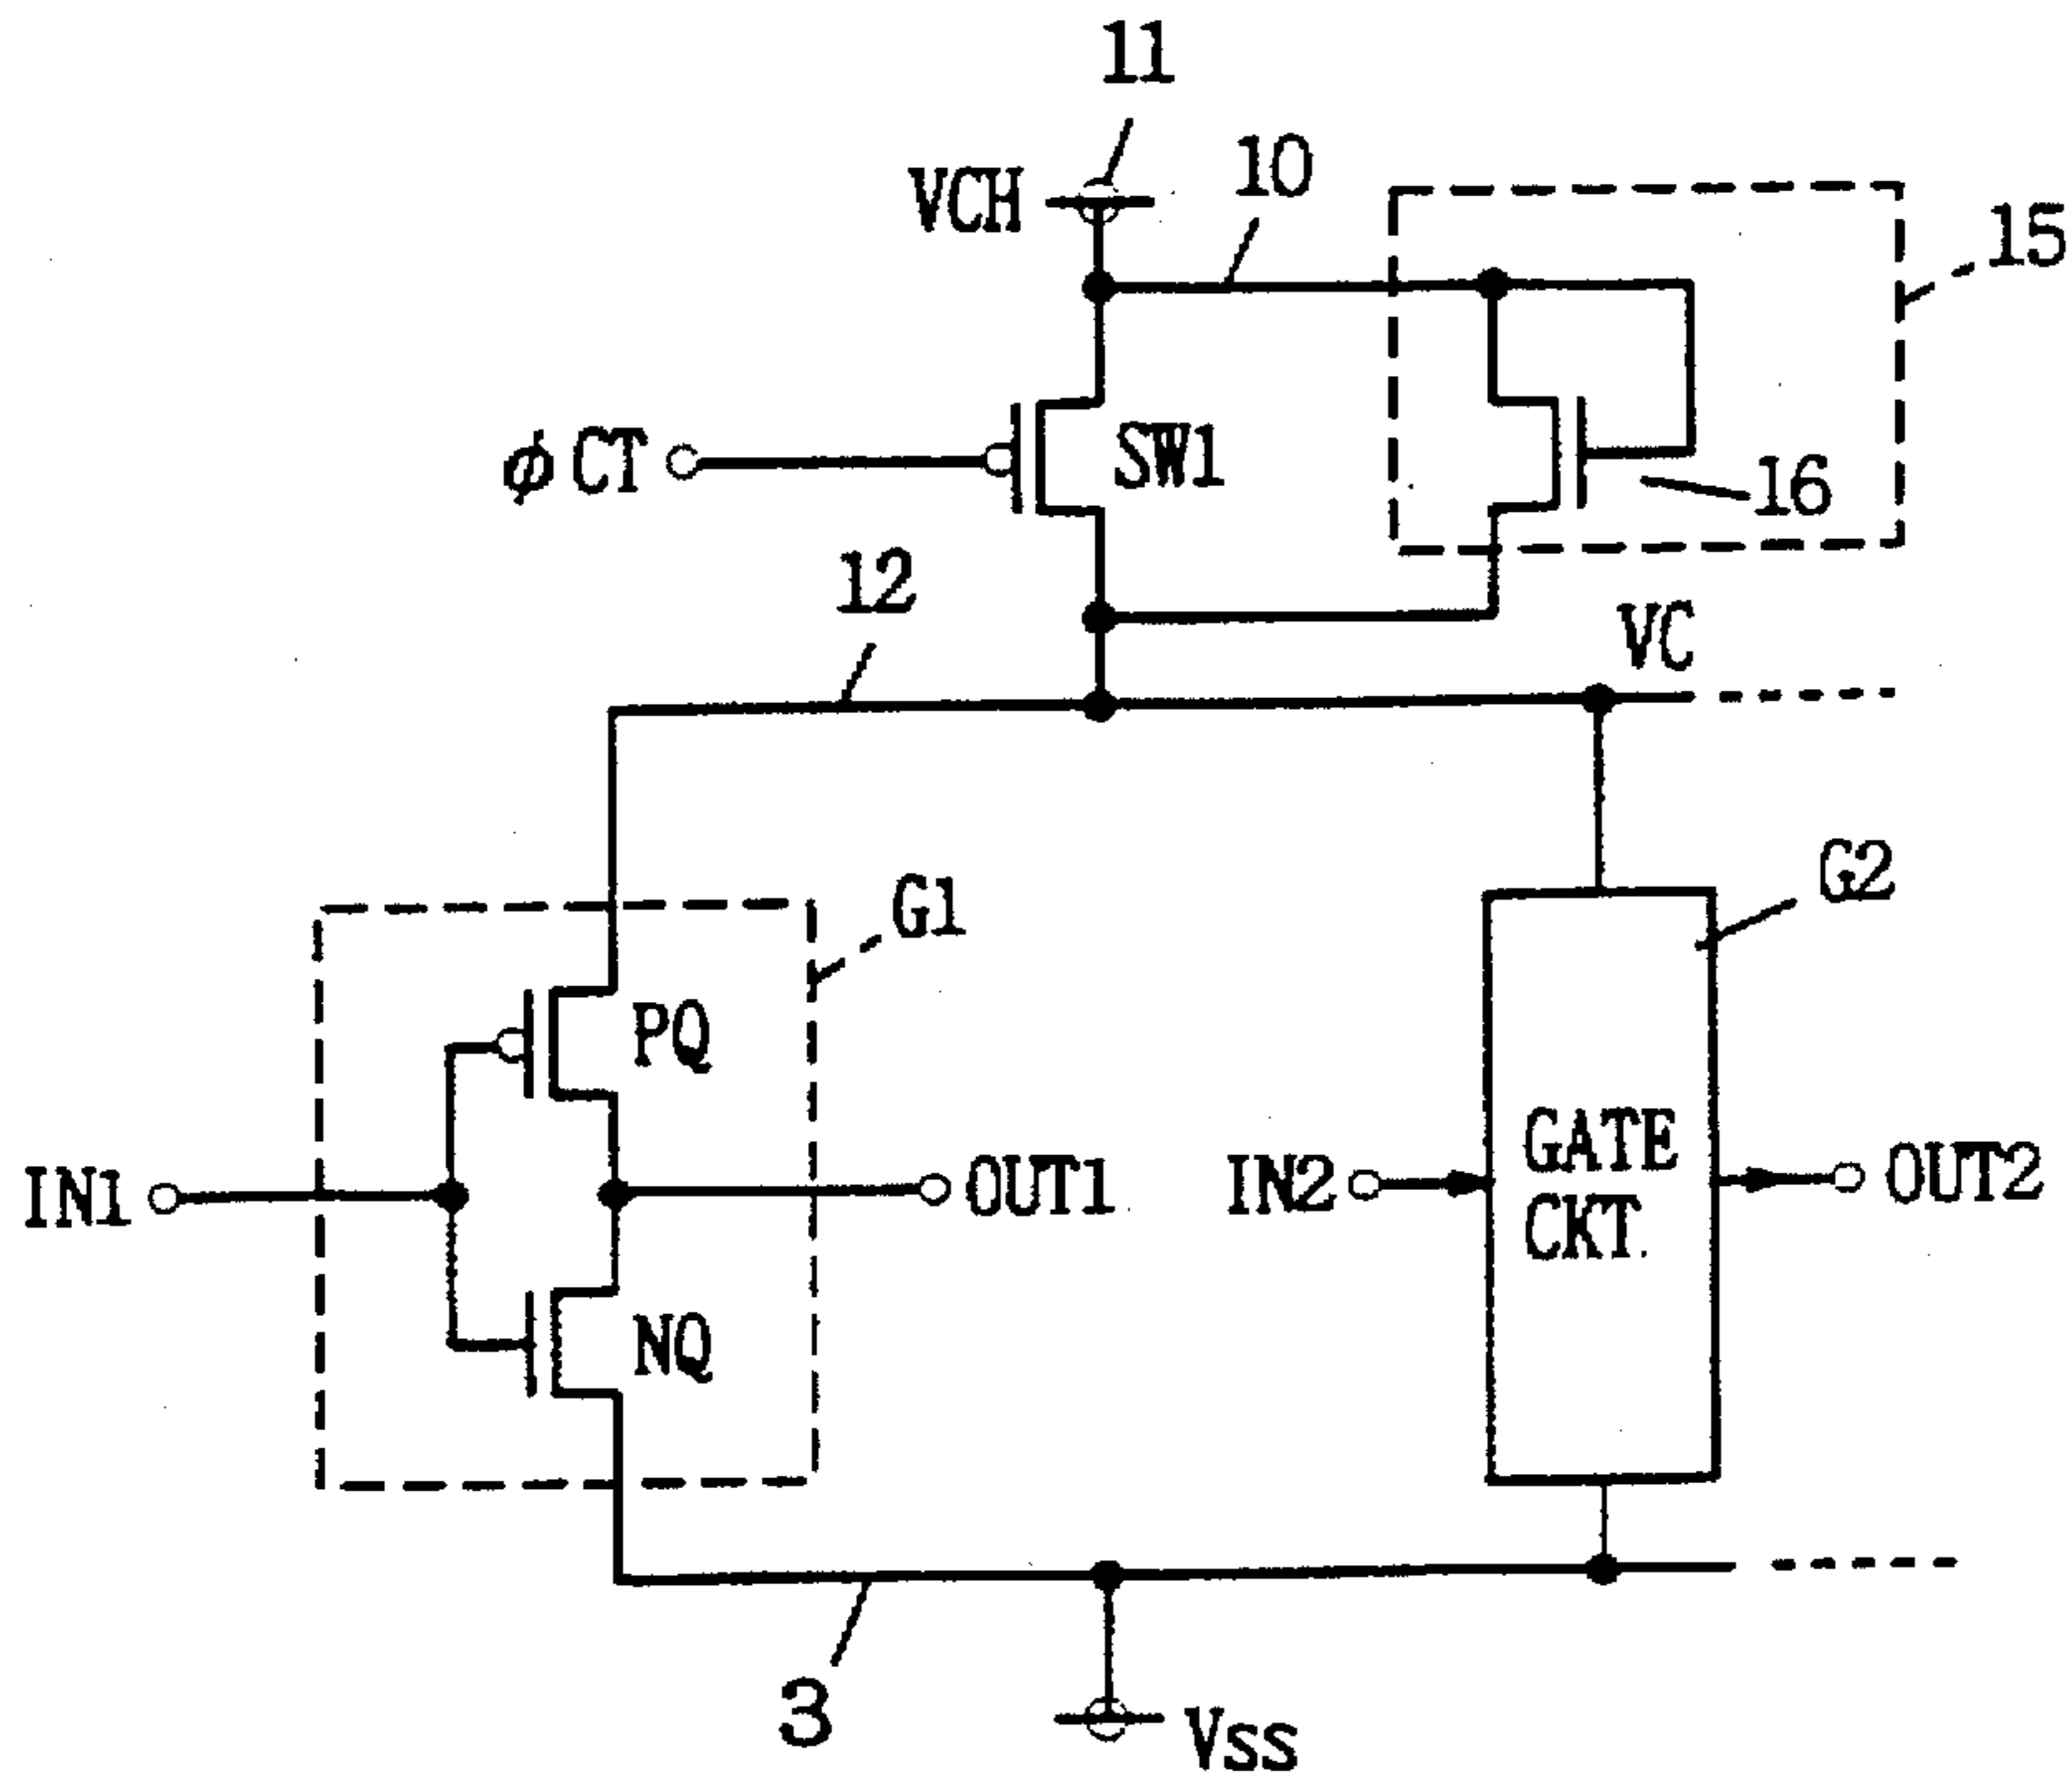 11
VCH
10
15
φCT
SW1
16
12
VC
G1
G2
PQ
IN1
OUT1
IN2
GATE
CKT.
OUT2
NQ
3
VSS